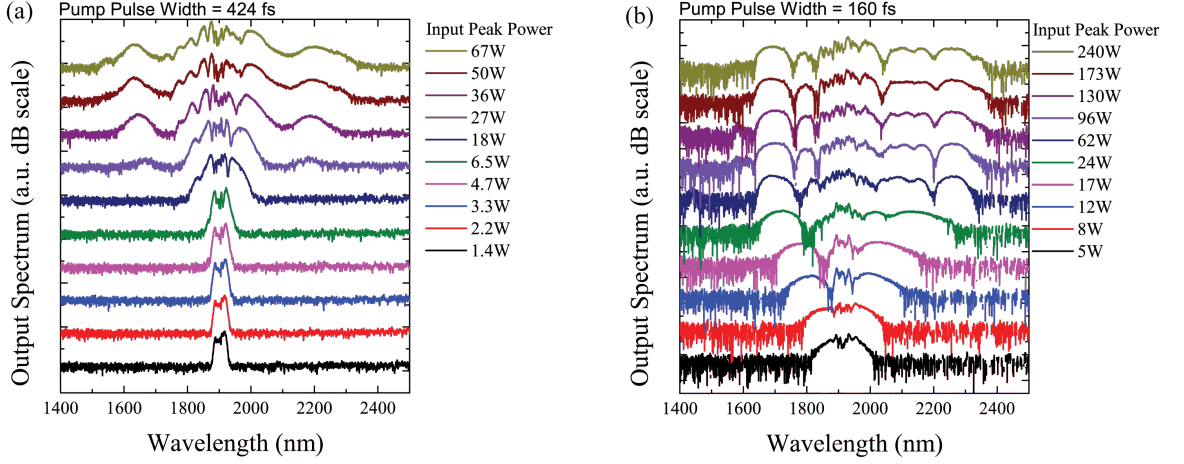 (a)
Pump Pulse Width = 424 fs
Output Spectrum (a.u. dB scale)
Input Peak Power
67W
50W
36W
27W
18W
6.5W
4.7W
3.3W
2.2W
1.4W
1400 1600 1800 2000 2200 2400
Wavelength (nm)
(b)
Pump Pulse Width = 160 fs
Output Spectrum (a.u. dB scale)
Input Peak Power
240W
173W
130W
96W
62W
24W
17W
12W
8W
5W
1400 1600 1800 2000 2200 2400
Wavelength (nm)